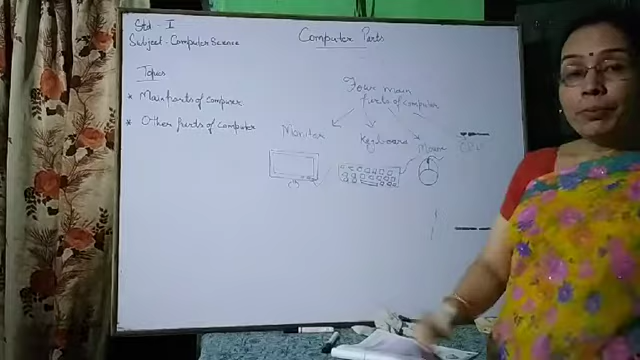 Std - I
Subject - Computer Science
Computer Parts
Topics
* Main parts of Computer
* Other parts of Computer
Four main
parts of computer
Monitor
Keyboard
Mouse
CPU